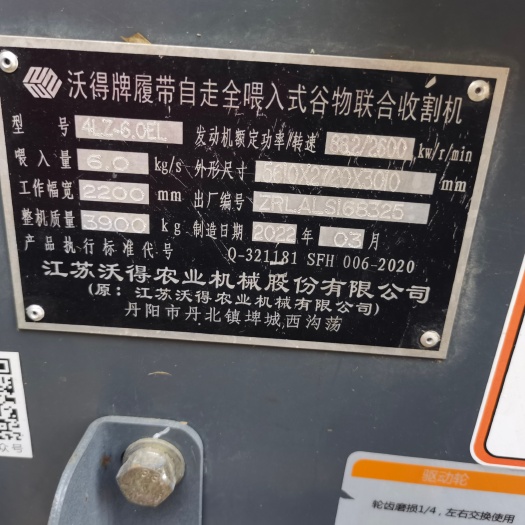 沃得牌履带自走全喂入式谷物联合收割机
型 号 4LZ-6.0EL 发动机额定功率/转速 88.2/2600 kw/r/min
喂入量 6.0 kg/s 外形尺寸 5610X2720X3010 mm
工作幅宽 2200 mm 出厂编号 ZRLALS168325
整机质量 3900 kg 制造日期 2022 年 03 月
产品执行标准代号 Q-321181 SFH 006-2020
江苏沃得农业机械股份有限公司
(原：江苏沃得农业机械有限公司)
丹阳市丹北镇埤城西沟荡
众号
驱动轮
轮齿磨损1/4，左右交换使用